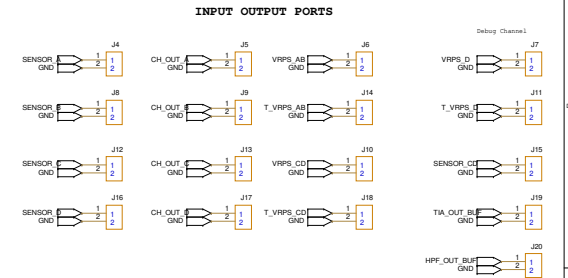 INPUT OUTPUT PORTS
Debug Channel
J4 J5 J6 J7
SENSOR_A 1 1 CH_OUT_A 1 1 VRPS_AB 1 1 VRPS_D 1 1
GND 2 2 GND 2 2 GND 2 2 GND 2 2
J8 J9 J14 J11
SENSOR_B 1 1 CH_OUT_B 1 1 T_VRPS_AB 1 1 T_VRPS_D 1 1
GND 2 2 GND 2 2 GND 2 2 GND 2 2
J12 J13 J10 J15
SENSOR_C 1 1 CH_OUT_C 1 1 VRPS_CD 1 1 SENSOR_CD 1 1
GND 2 2 GND 2 2 GND 2 2 GND 2 2
J16 J17 J18 J19
SENSOR_D 1 1 CH_OUT_D 1 1 T_VRPS_CD 1 1 TIA_OUT_BUF 1 1
GND 2 2 GND 2 2 GND 2 2 GND 2 2
J20
HPF_OUT_BUF 1 1
GND 2 2